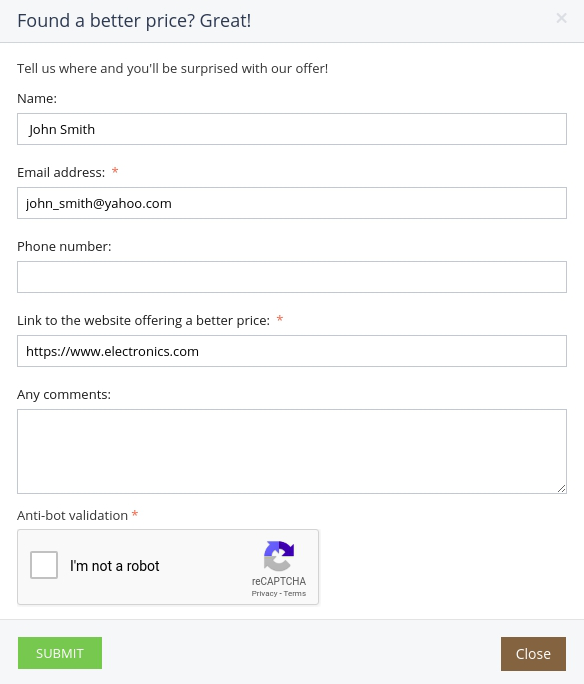 Found a better price? Great!
×
Tell us where and you'll be surprised with our offer!
Name:
John Smith
Email address: *
john_smith@yahoo.com
Phone number:
Link to the website offering a better price: *
https://www.electronics.com
Any comments:
Anti-bot validation *
I'm not a robot
reCAPTCHA
Privacy - Terms
SUBMIT
Close